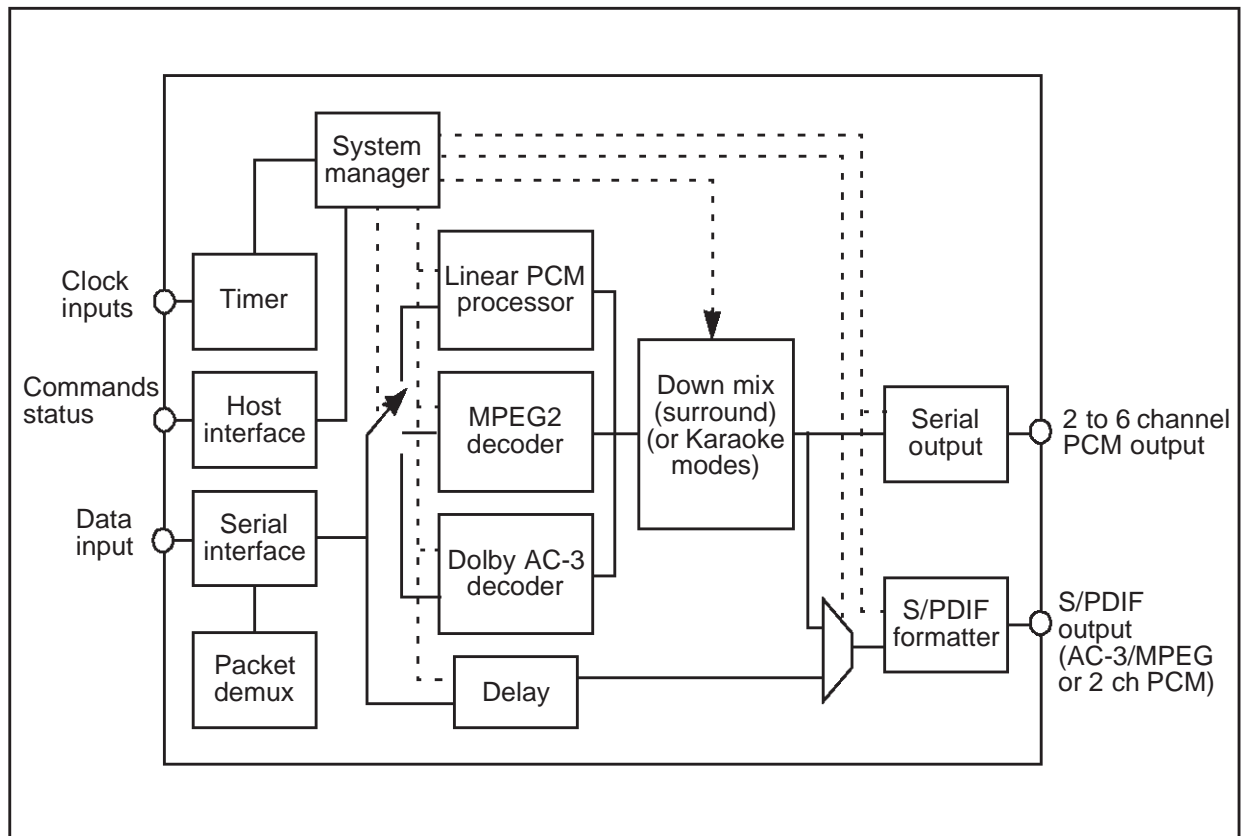 System
manager
Clock
inputs
Timer
Linear PCM
processor
Commands
status
Host
interface
MPEG2
decoder
Down mix
(surround)
(or Karaoke
modes)
Serial
output
2 to 6 channel
PCM output
Data
input
Serial
interface
Dolby AC-3
decoder
S/PDIF
formatter
S/PDIF
output
(AC-3/MPEG
or 2 ch PCM)
Packet
demux
Delay